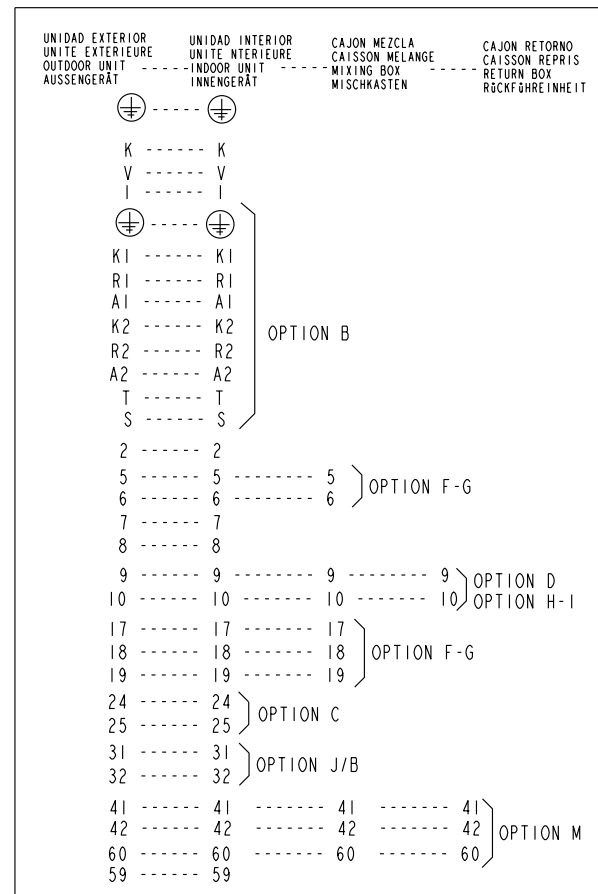 UNIDAD EXTERIOR
UNITE EXTERIEURE
OUTDOOR UNIT
AUSSENGERÄT
UNIDAD INTERIOR
UNITE NTERIEURE
INDOOR UNIT
INNENGERÄT
CAJON MEZCLA
CAISSON MELANGE
MIXING BOX
MISCHKASTEN
CAJON RETORNO
CAISSON REPRIS
RETURN BOX
RÜCKFÜHREINHEIT
K ------ K
V ------ V
I ------ I
K1 ------ K1
R1 ------ R1
A1 ------ A1
K2 ------ K2
R2 ------ R2
A2 ------ A2
T ------ T
S ------ S
OPTION B
2 ------ 2
5 ------ 5 -------- 5
6 ------ 6 -------- 6
OPTION F-G
7 ------ 7
8 ------ 8
9 ------ 9 -------- 9 -------- 9
10 ------ 10 ------- 10 ------- 10
OPTION D
OPTION H-I
17 ------ 17 ------- 17
18 ------ 18 ------- 18
19 ------ 19 ------- 19
OPTION F-G
24 ------ 24
25 ------ 25
OPTION C
31 ------ 31
32 ------ 32
OPTION J/B
41 ------ 41 ------- 41 ------- 41
42 ------ 42 ------- 42 ------- 42
60 ------ 60 ------- 60 ------- 60
OPTION M
59 ------ 59